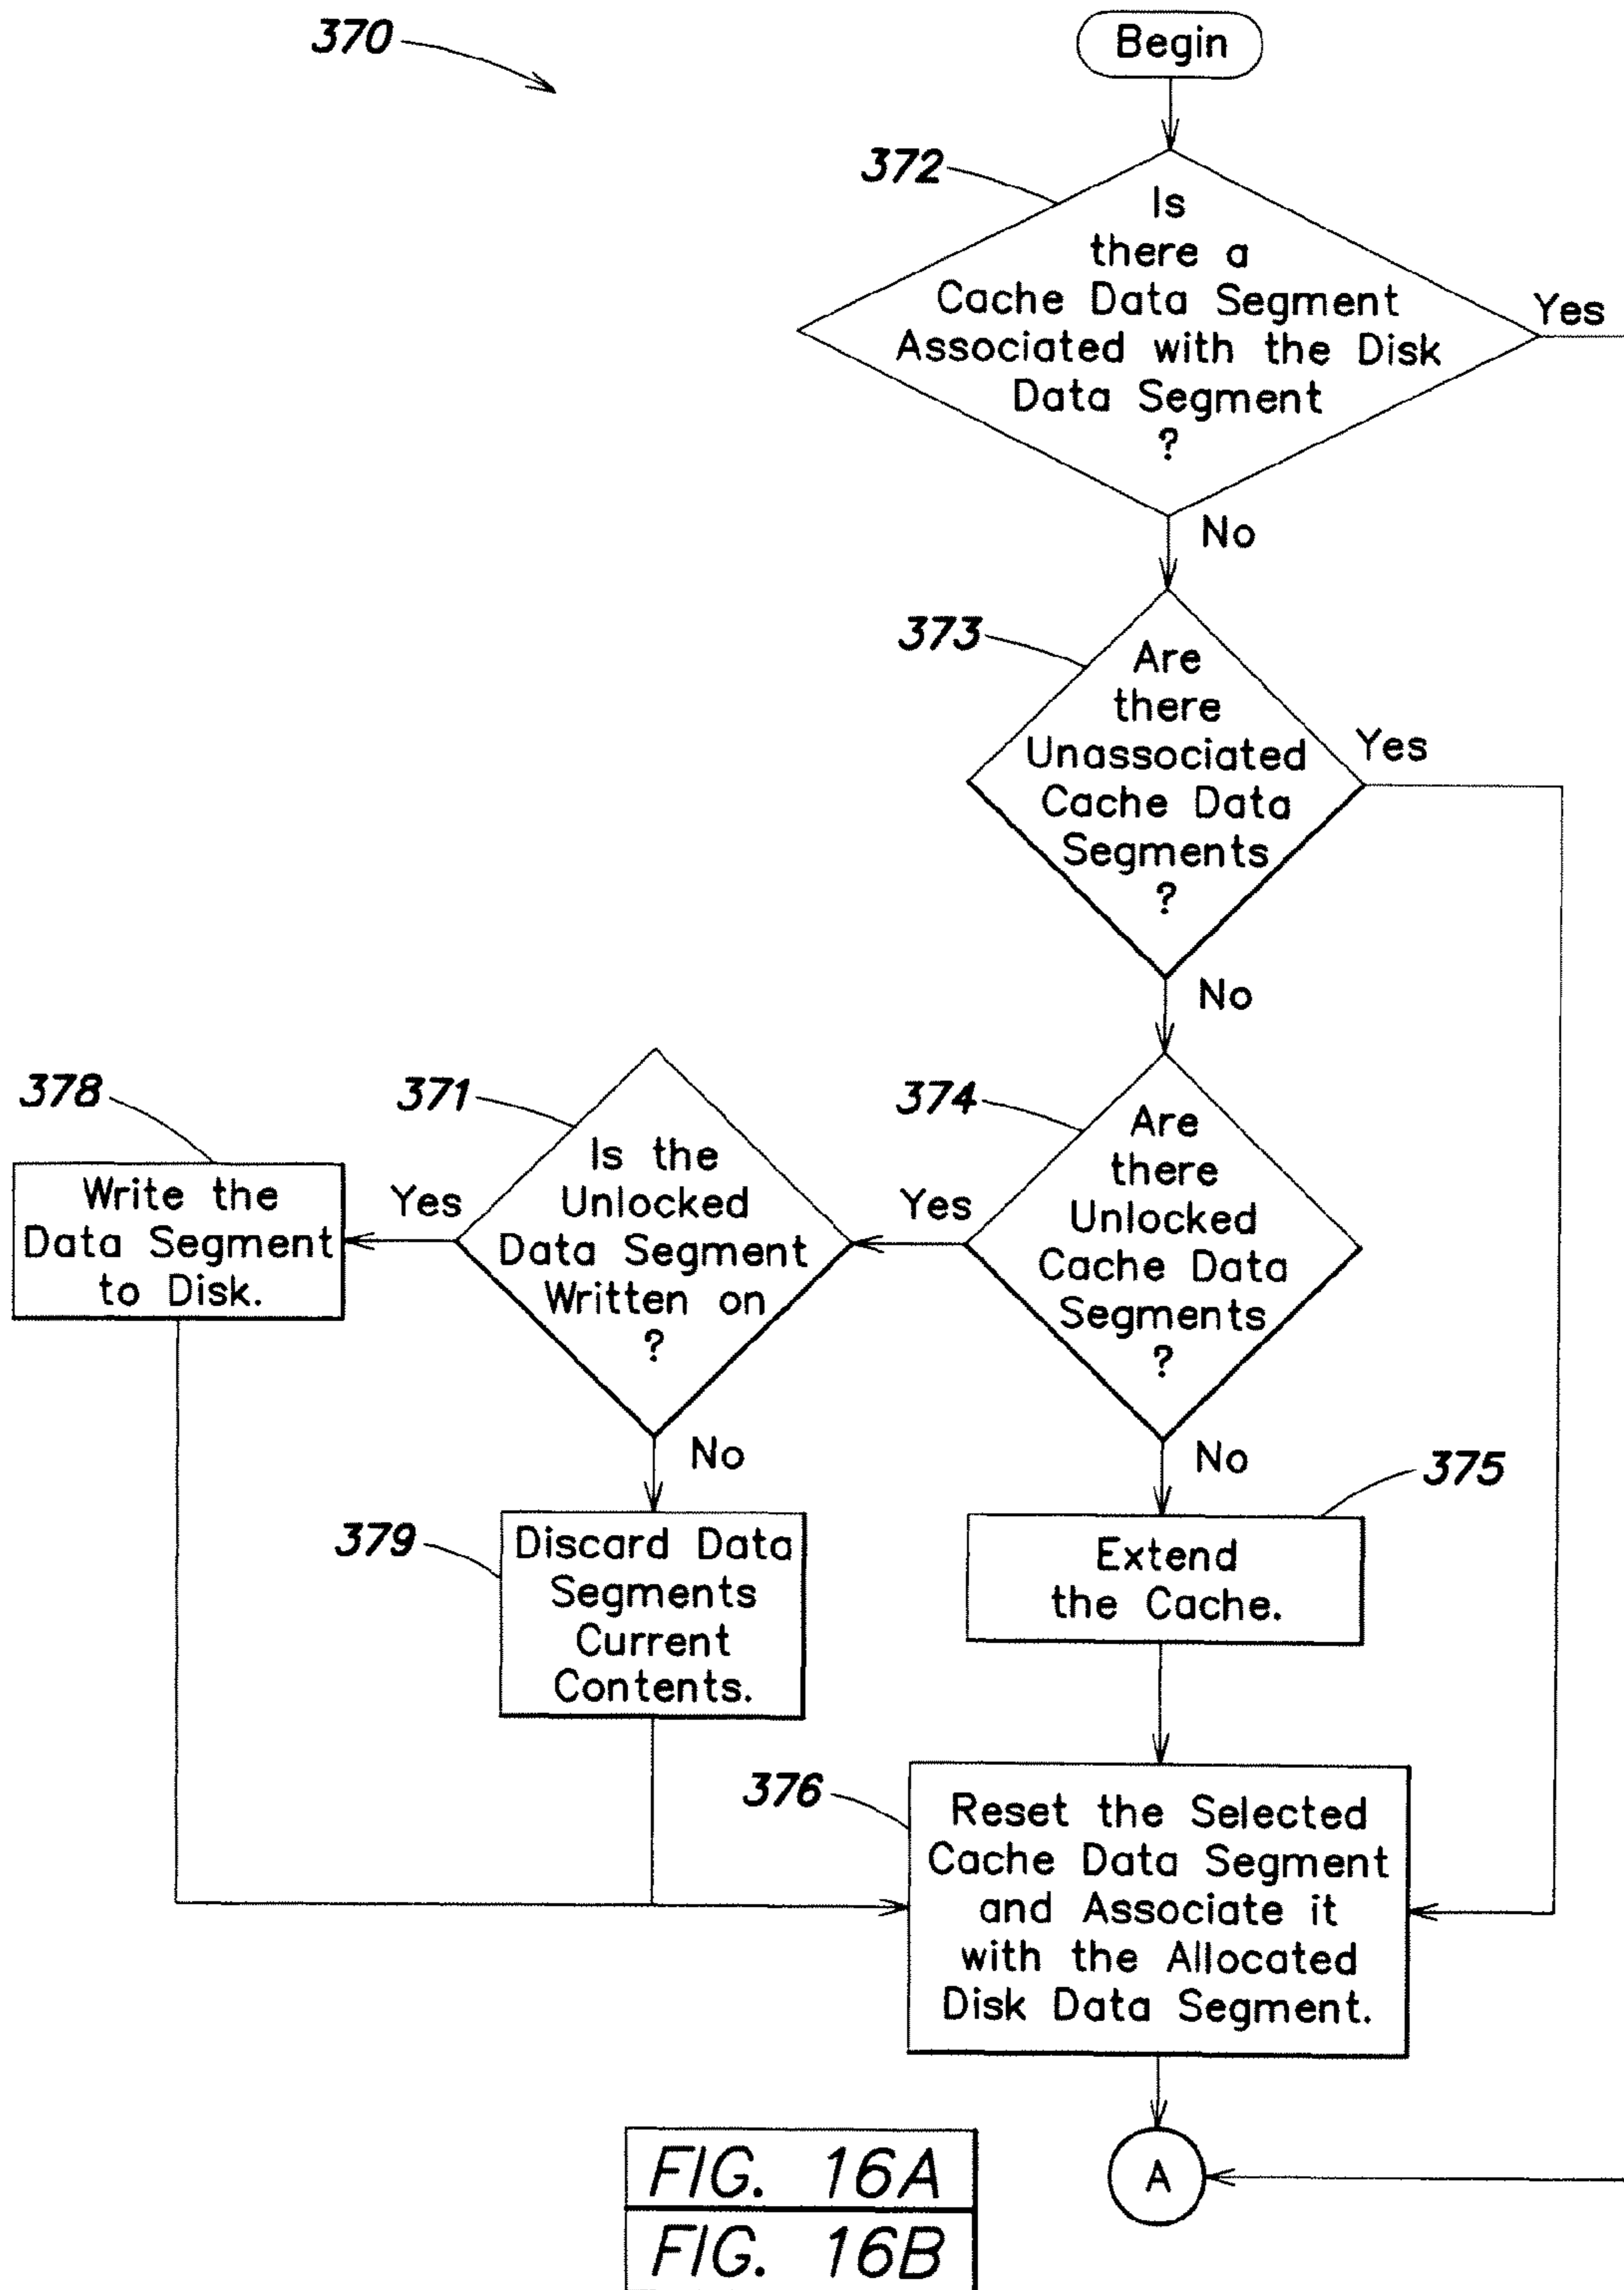 370
Begin
372
Is
there a
Cache Data Segment
Associated with the Disk
Data Segment
?
Yes
No
373
Are
there
Unassociated
Cache Data
Segments
?
Yes
No
378
Write the
Data Segment
to Disk.
Yes
371
Is the
Unlocked
Data Segment
Written on
?
Yes
374
Are
there
Unlocked
Cache Data
Segments
?
No
No
379
Discard Data
Segments
Current
Contents.
375
Extend
the Cache.
376
Reset the Selected
Cache Data Segment
and Associate it
with the Allocated
Disk Data Segment.
A
FIG. 16A
FIG. 16B